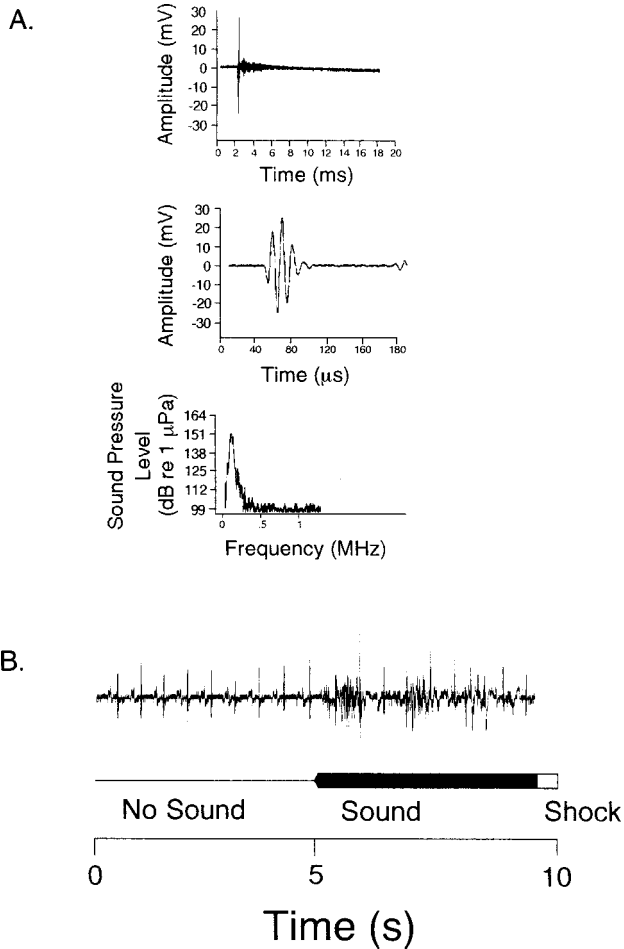 A.
30
20
10
0
-10
-20
-30
Amplitude (mV)
0 2 4 6 8 10 12 14 16 18 20
Time (ms)
30
20
10
0
-10
-20
-30
Amplitude (mV)
0 40 80 120 160 180
Time (μs)
164
151
138
125
112
99
Sound Pressure
Level
(dB re 1 μPa)
0 .5 1
Frequency (MHz)
B.
No Sound Sound Shock
0 5 10
Time (s)